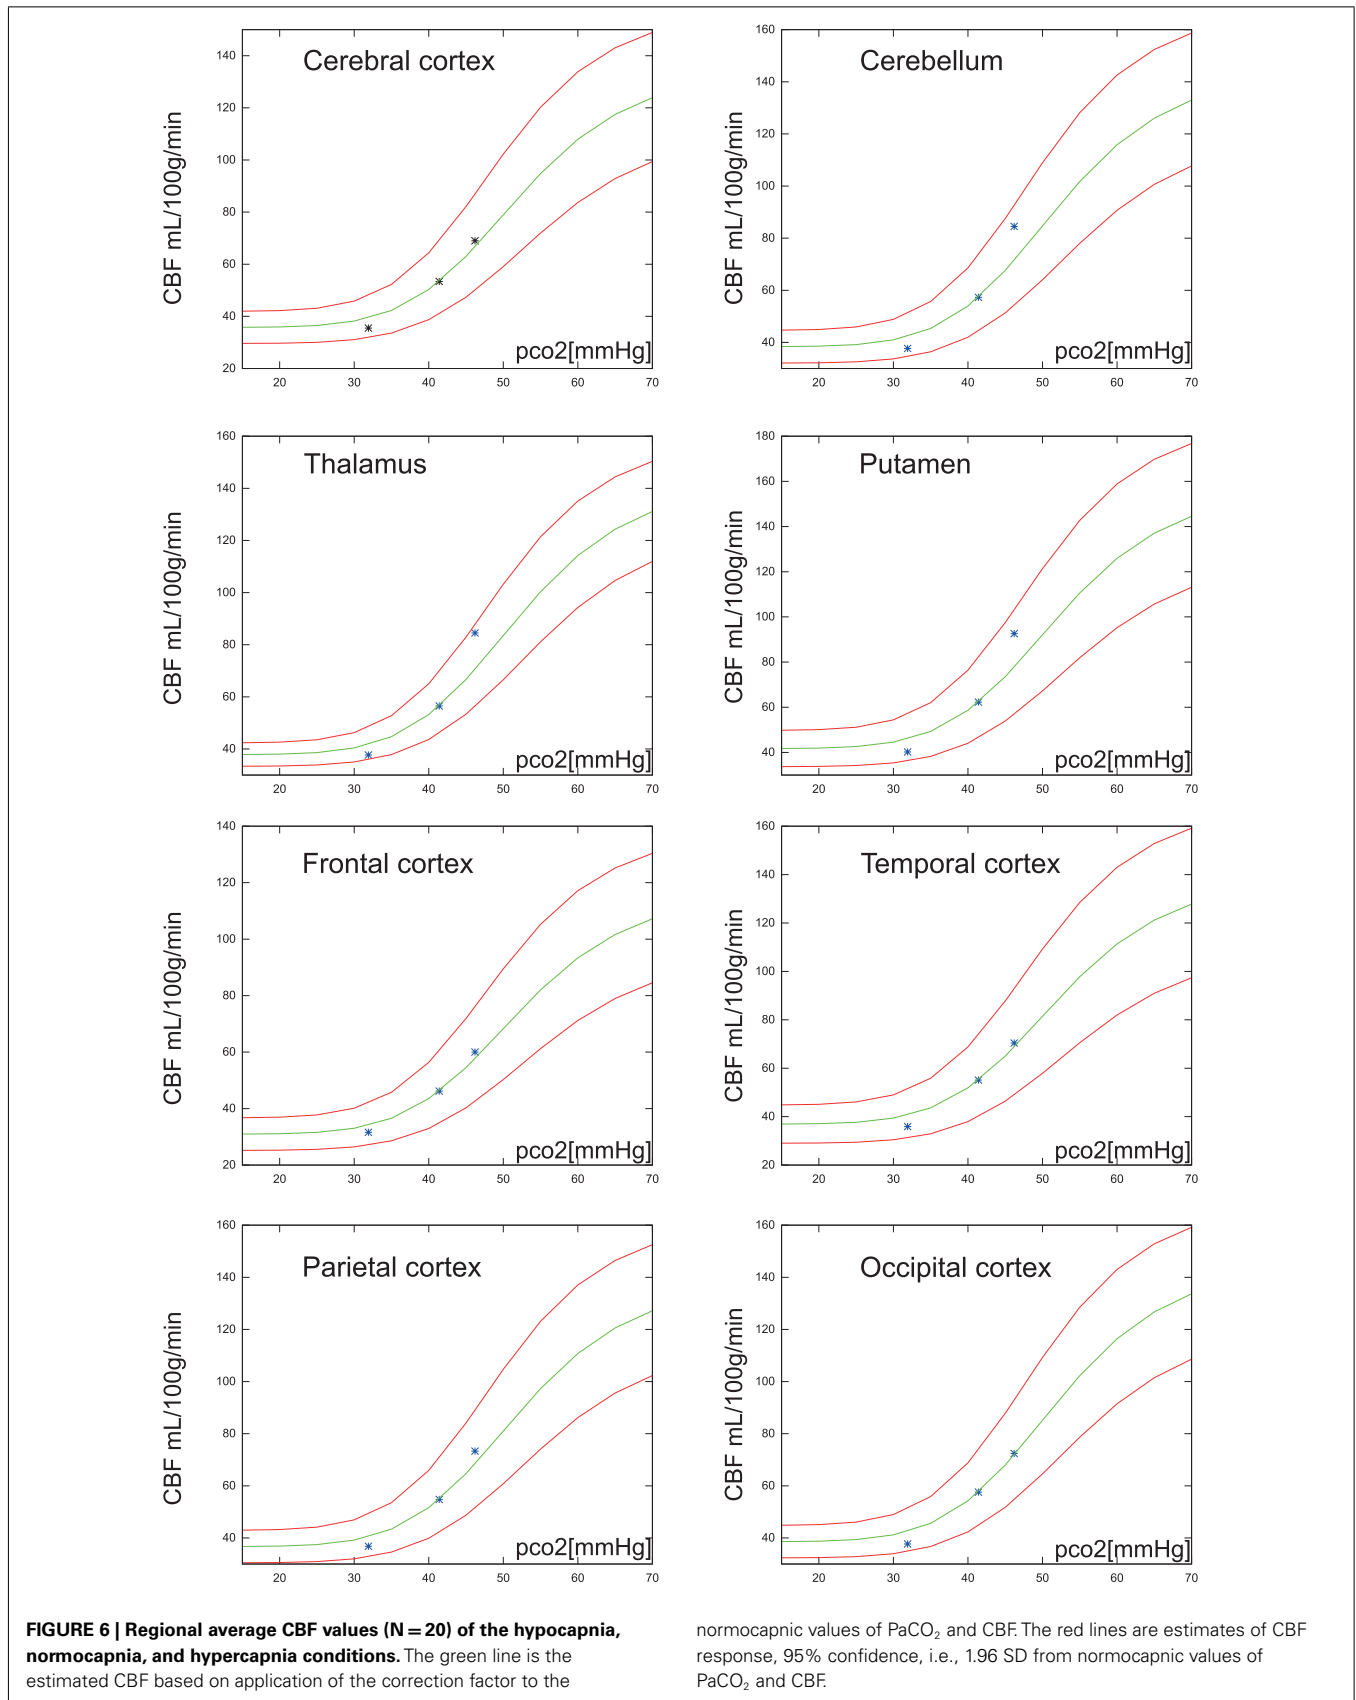 Cerebral cortex
CBF mL/100g/min
140
120
100
80
60
40
20
pco2[mmHg]
20 30 40 50 60 70
Cerebellum
CBF mL/100g/min
160
140
120
100
80
60
40
pco2[mmHg]
20 30 40 50 60 70
Thalamus
CBF mL/100g/min
160
140
120
100
80
60
40
pco2[mmHg]
20 30 40 50 60 70
Putamen
CBF mL/100g/min
180
160
140
120
100
80
60
40
pco2[mmHg]
20 30 40 50 60 70
Frontal cortex
CBF mL/100g/min
140
120
100
80
60
40
20
pco2[mmHg]
20 30 40 50 60 70
Temporal cortex
CBF mL/100g/min
160
140
120
100
80
60
40
20
pco2[mmHg]
20 30 40 50 60 70
Parietal cortex
CBF mL/100g/min
160
140
120
100
80
60
40
pco2[mmHg]
20 30 40 50 60 70
Occipital cortex
CBF mL/100g/min
160
140
120
100
80
60
40
pco2[mmHg]
20 30 40 50 60 70
FIGURE 6 | Regional average CBF values (N = 20) of the hypocapnia,
normocapnia, and hypercapnia conditions. The green line is the
estimated CBF based on application of the correction factor to the
normocapnic values of PaCO₂ and CBF. The red lines are estimates of CBF
response, 95% confidence, i.e., 1.96 SD from normocapnic values of
PaCO₂ and CBF.